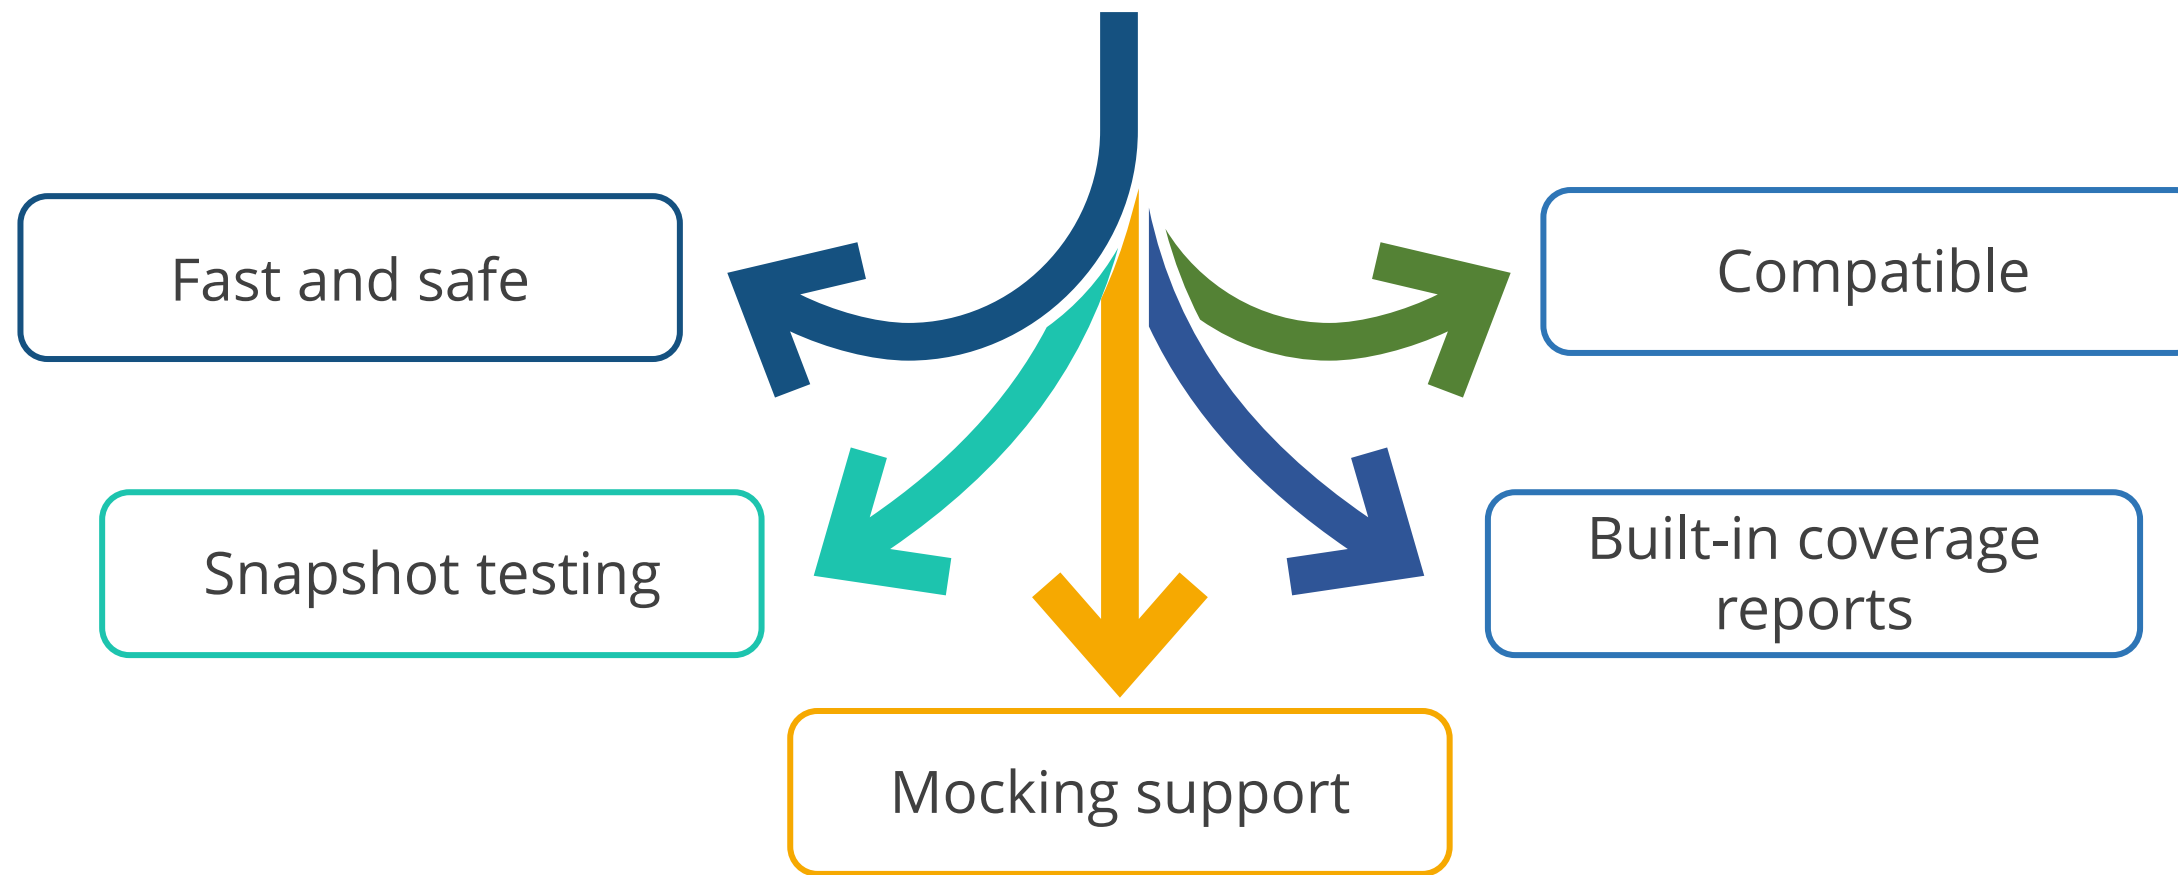 Fast and safe
Compatible
Snapshot testing
Built-in coverage
reports
Mocking support